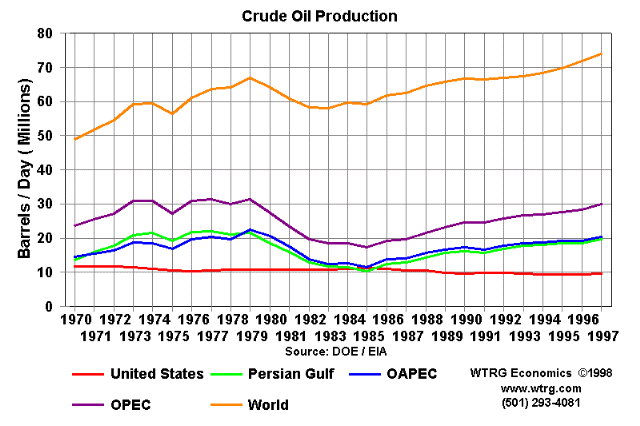 Crude Oil Production
Barrels / Day ( Millions)
80
70
60
50
40
30
20
10
0
1970 1972 1974 1976 1978 1980 1982 1984 1986 1988 1990 1992 1994 1996
1971 1973 1975 1977 1979 1981 1983 1985 1987 1989 1991 1993 1995 1997
Source: DOE / EIA
United States Persian Gulf OAPEC
OPEC World
WTRG Economics ©1998
www.wtrg.com
(501) 293-4081